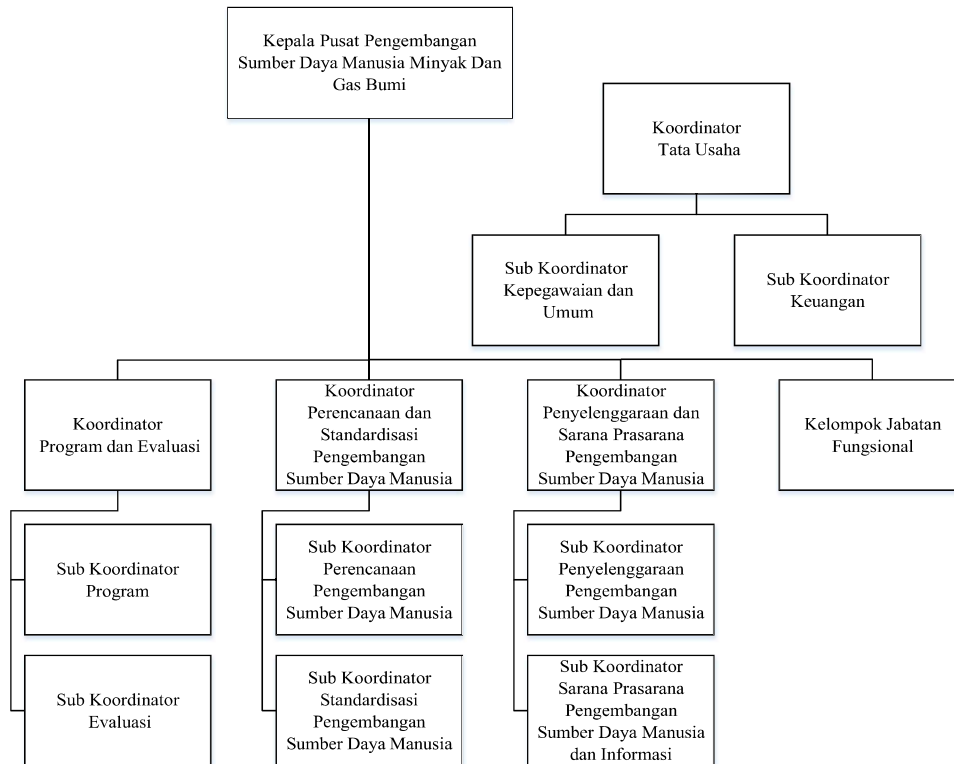 Kepala Pusat Pengembangan
Sumber Daya Manusia Minyak Dan
Gas Bumi
Koordinator
Tata Usaha
Sub Koordinator
Kepegawaian dan
Umum
Sub Koordinator
Keuangan
Koordinator
Program dan Evaluasi
Koordinator
Perencanaan dan
Standardisasi
Pengembangan
Sumber Daya Manusia
Koordinator
Penyelenggaraan dan
Sarana Prasarana
Pengembangan
Sumber Daya Manusia
Kelompok Jabatan
Fungsional
Sub Koordinator
Program
Sub Koordinator
Perencanaan
Pengembangan
Sumber Daya Manusia
Sub Koordinator
Penyelenggaraan
Pengembangan
Sumber Daya Manusia
Sub Koordinator
Evaluasi
Sub Koordinator
Standardisasi
Pengembangan
Sumber Daya Manusia
Sub Koordinator
Sarana Prasarana
Pengembangan
Sumber Daya Manusia
dan Informasi